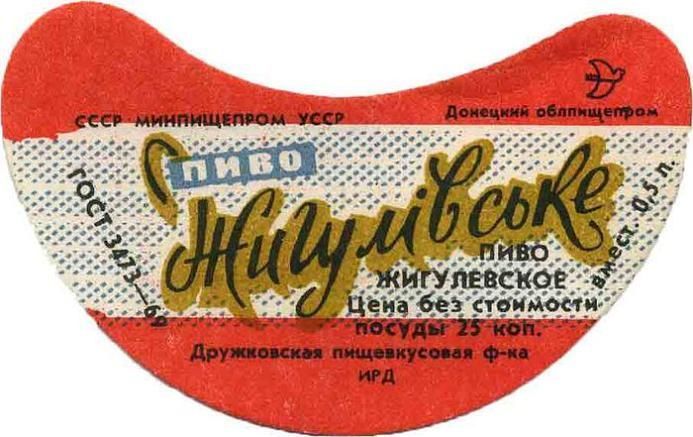 СССР МИНПИЩЕПРОМ УССР
Донецкий облпищепром
ГОСТ 3473—69
ПИВО
Жигулівське
ПИВО
ЖИГУЛЕВСКОЕ
Цена без стоимости
посуды 25 коп.
вмест. 0,5 л.
Дружковская пищевкусовая ф-ка
ИРД